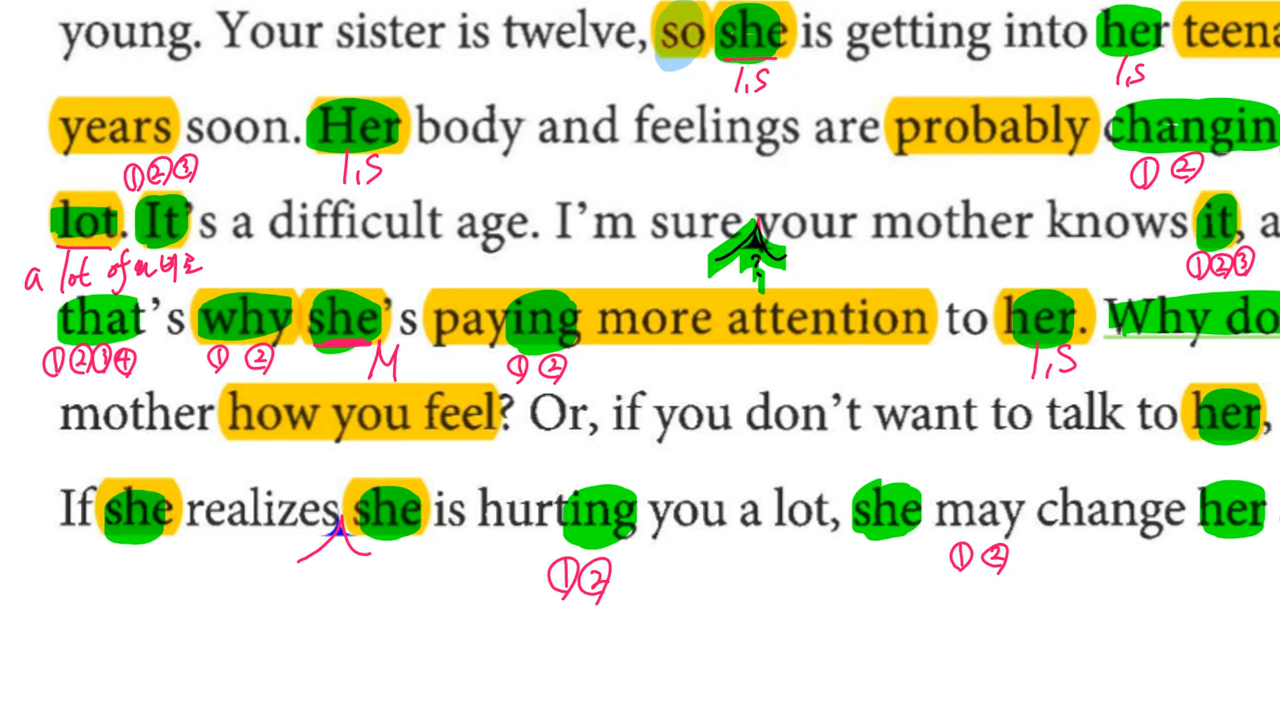 young. Your sister is twelve, so she is getting into her teena
1,S 1,S
years soon. Her body and feelings are probably changin
①②③ 1,S ① ②
lot. It's a difficult age. I'm sure your mother knows it, a
a lot of ?
①②③
that's why she's paying more attention to her. Why do
①②③④ ① ② M ① ② 1,S
mother how you feel? Or, if you don't want to talk to her,
If she realizes she is hurting you a lot, she may change her
①② ① ②